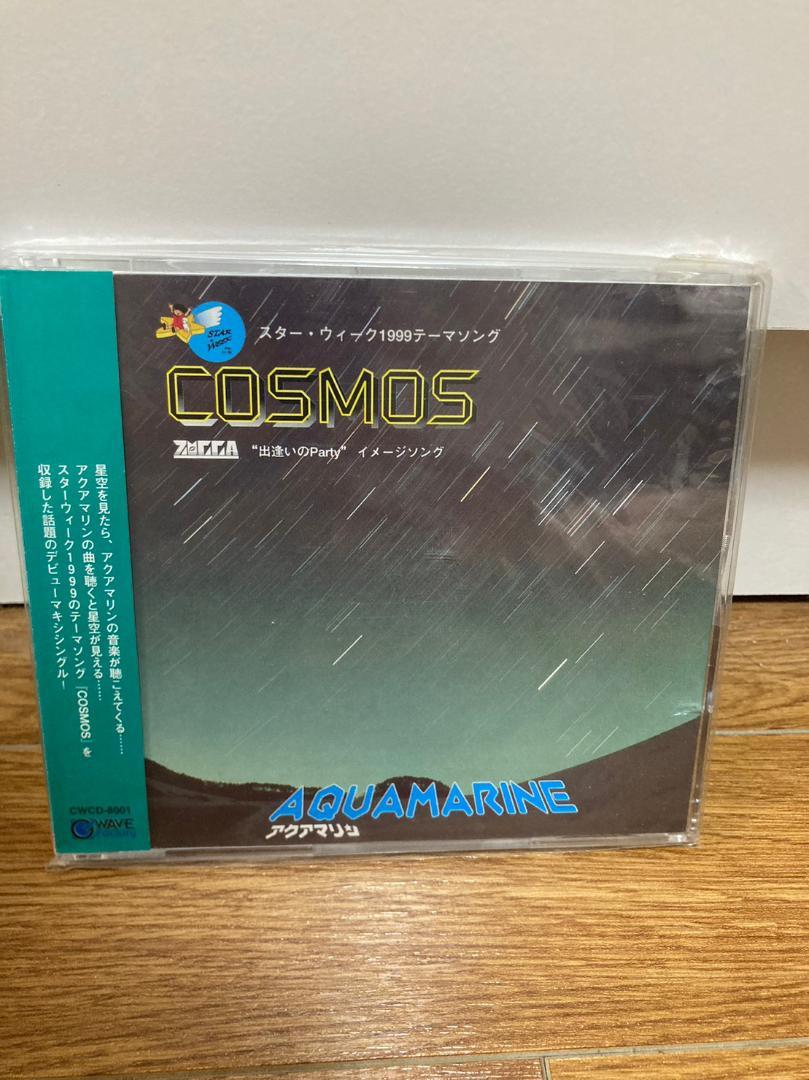 STAR
WEEK
スター・ウィーク1999テーマソング
COSMOS
ZOCCA “出逢いのParty” イメージソング
星空を見たら、アクアマリンの音楽が聴こえてくる……
アクアマリンの曲を聴くと星空が見える……
スターウィーク1999のテーマソング「COSMOS」を
収録した話題のデビューマキシシングル!
CWCD-8001
WAVE
Factory
AQUAMARINE
アクアマリン